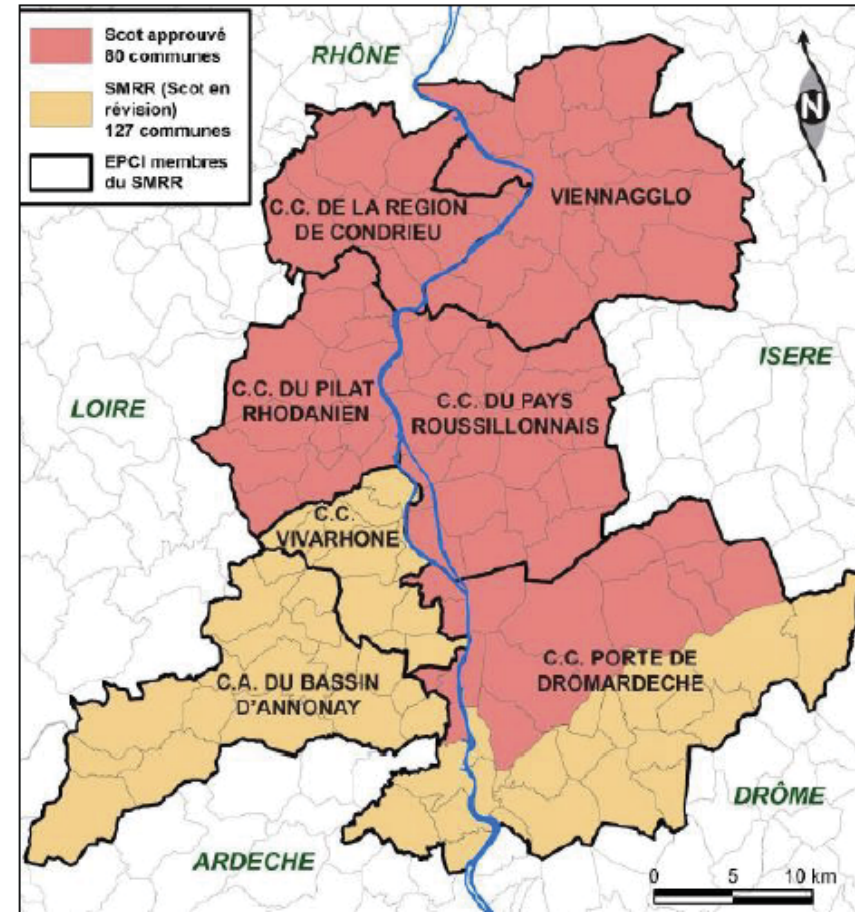 Scot approuvé
80 communes
SMRR (Scot en
révision)
127 communes
EPCI membres
du SMRR
RHÔNE
N
C.C. DE LA REGION
DE CONDRIEU
VIENNAGGLO
ISERE
LOIRE
C.C. DU PILAT
RHODANIEN
C.C. DU PAYS
ROUSSILLONNAIS
C.C.
VIVARHONE
C.A. DU BASSIN
D'ANNONAY
C.C. PORTE DE
DROMARDECHE
DRÔME
ARDECHE
0 5 10 km